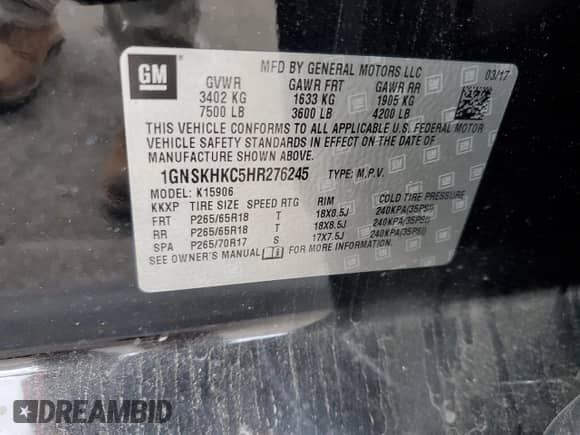 GM
MFD BY GENERAL MOTORS LLC 03/17
GVWR GAWR FRT GAWR RR
3402 KG 1633 KG 1905 KG
7500 LB 3600 LB 4200 LB
THIS VEHICLE CONFORMS TO ALL APPLICABLE U.S. FEDERAL MOTOR
VEHICLE SAFETY STANDARDS IN EFFECT ON THE DATE OF
MANUFACTURE SHOWN ABOVE.
1GNSKHKC5HR276245 TYPE: M.P.V.
MODEL: K15906
KKXP TIRE SIZE SPEED RTG RIM COLD TIRE PRESSURE
FRT P265/65R18 T 18X8.5J 240KPA/35PSI
RR P265/65R18 T 18X8.5J 240KPA/35PSI
SPA P265/70R17 S 17X7.5J 240KPA/35PSI
SEE OWNER'S MANUAL FOR MORE INFORMATION
DREAMBID